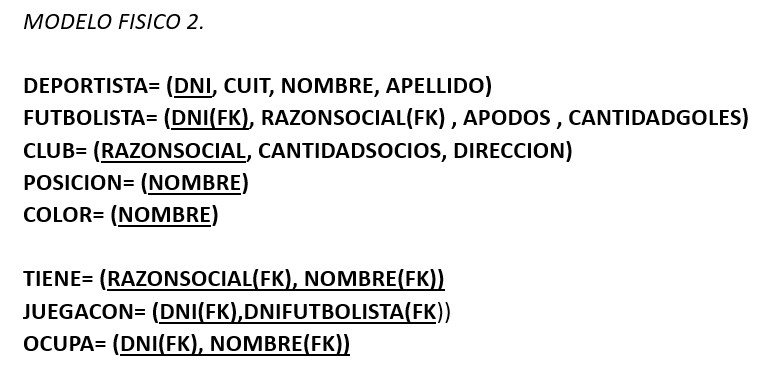 MODELO FISICO 2.
DEPORTISTA= (DNI, CUIT, NOMBRE, APELLIDO)
FUTBOLISTA= (DNI(FK), RAZONSOCIAL(FK) , APODOS , CANTIDADGOLES)
CLUB= (RAZONSOCIAL, CANTIDADSOCIOS, DIRECCION)
POSICION= (NOMBRE)
COLOR= (NOMBRE)
TIENE= (RAZONSOCIAL(FK), NOMBRE(FK))
JUEGACON= (DNI(FK),DNIFUTBOLISTA(FK))
OCUPA= (DNI(FK), NOMBRE(FK))